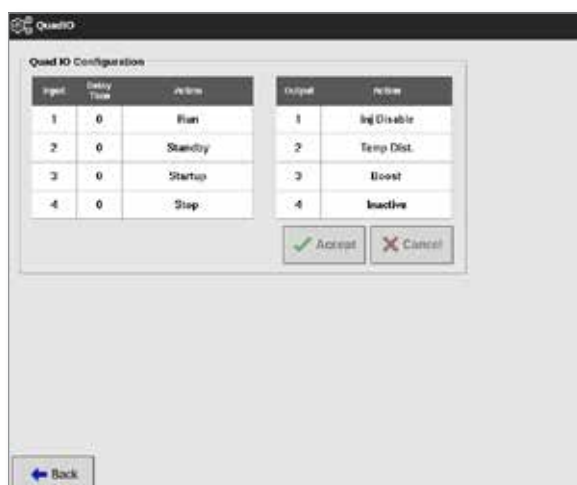 QuadIO
Quad IO Configuration
Input Delay Time Action
1 0 Run
2 0 Standby
3 0 Startup
4 0 Stop
Output Action
1 Inj Disable
2 Temp Dist.
3 Boost
4 Inactive
Accept Cancel
Back